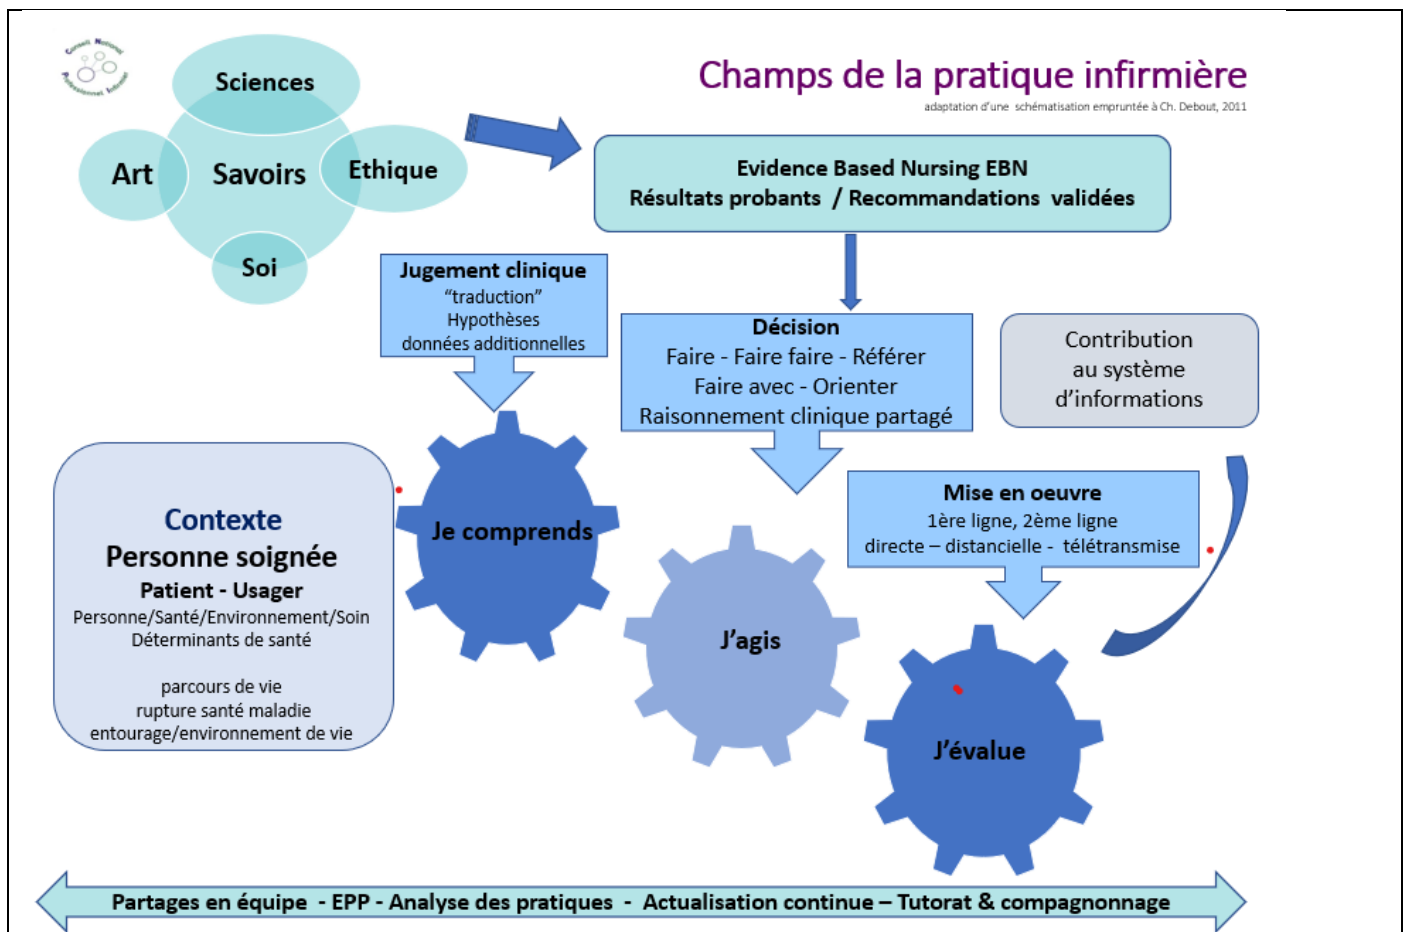 Conseil National
Professionnel Infirmier
Champs de la pratique infirmière
adaptation d'une schématisation empruntée à Ch. Debout, 2011
Sciences
Art
Savoirs
Ethique
Soi
Evidence Based Nursing EBN
Résultats probants / Recommandations validées
Jugement clinique
“traduction”
Hypothèses
données additionnelles
Décision
Faire - Faire faire - Référer
Faire avec - Orienter
Raisonnement clinique partagé
Contribution
au système
d’informations
Contexte
Personne soignée
Patient - Usager
Personne/Santé/Environnement/Soin
Déterminants de santé
parcours de vie
rupture santé maladie
entourage/environnement de vie
Je comprends
Mise en oeuvre
1ère ligne, 2ème ligne
directe – distancielle - télétransmise
J’agis
J’évalue
Partages en équipe - EPP - Analyse des pratiques - Actualisation continue – Tutorat & compagnonnage